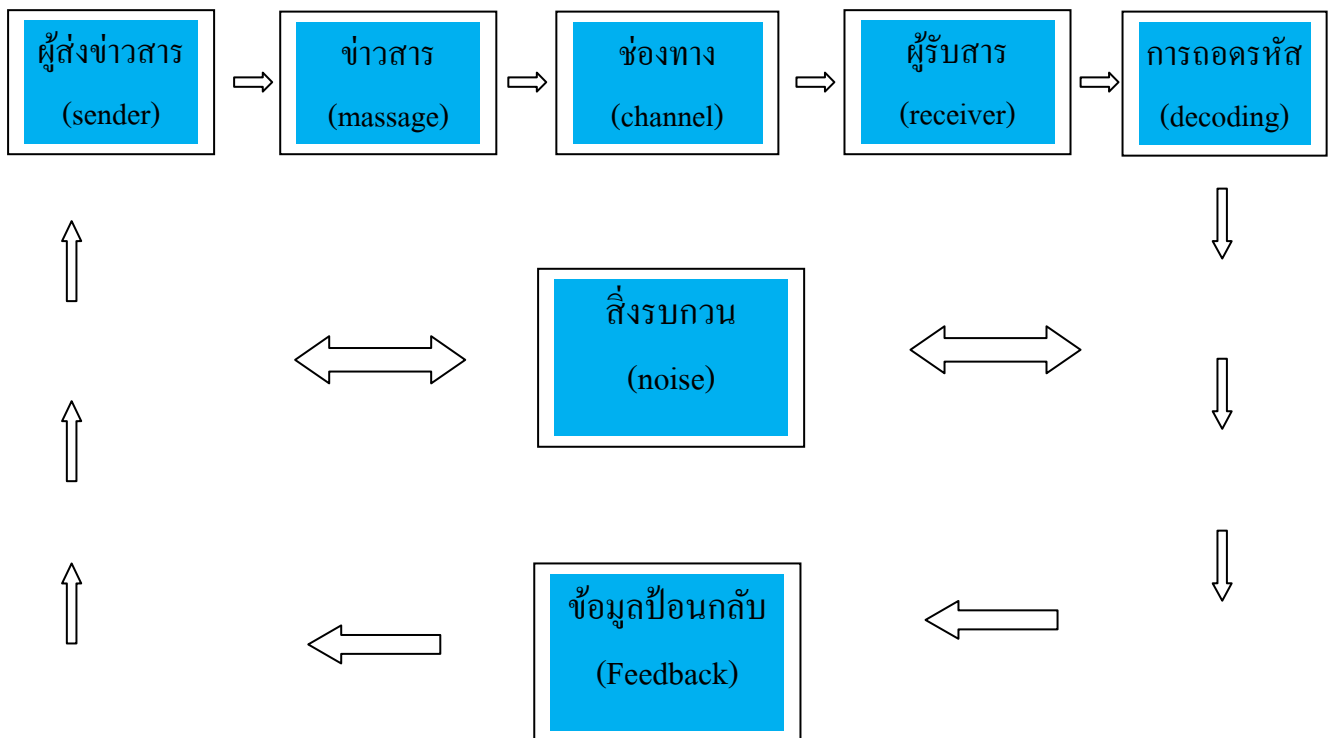 ผู้ส่งข่าวสาร
(sender)
ข่าวสาร
(massage)
ช่องทาง
(channel)
ผู้รับสาร
(receiver)
การถอดรหัส
(decoding)
สิ่งรบกวน
(noise)
ข้อมูลป้อนกลับ
(Feedback)